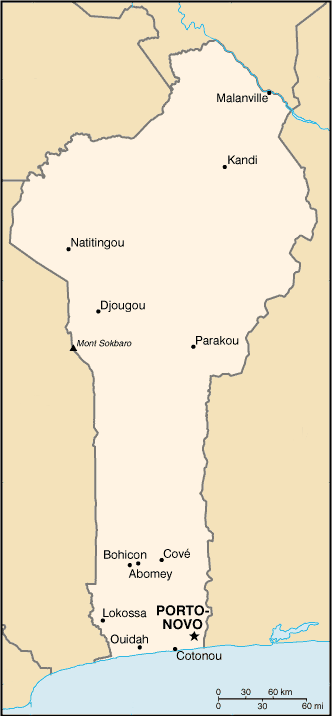 Malanville
Kandi
Natitingou
Djougou
Parakou
Mont Sokbaro
Bohicon
Cové
Abomey
PORTO-
NOVO
Lokossa
Ouidah
Cotonou
0 30 60 km
0 30 60 mi